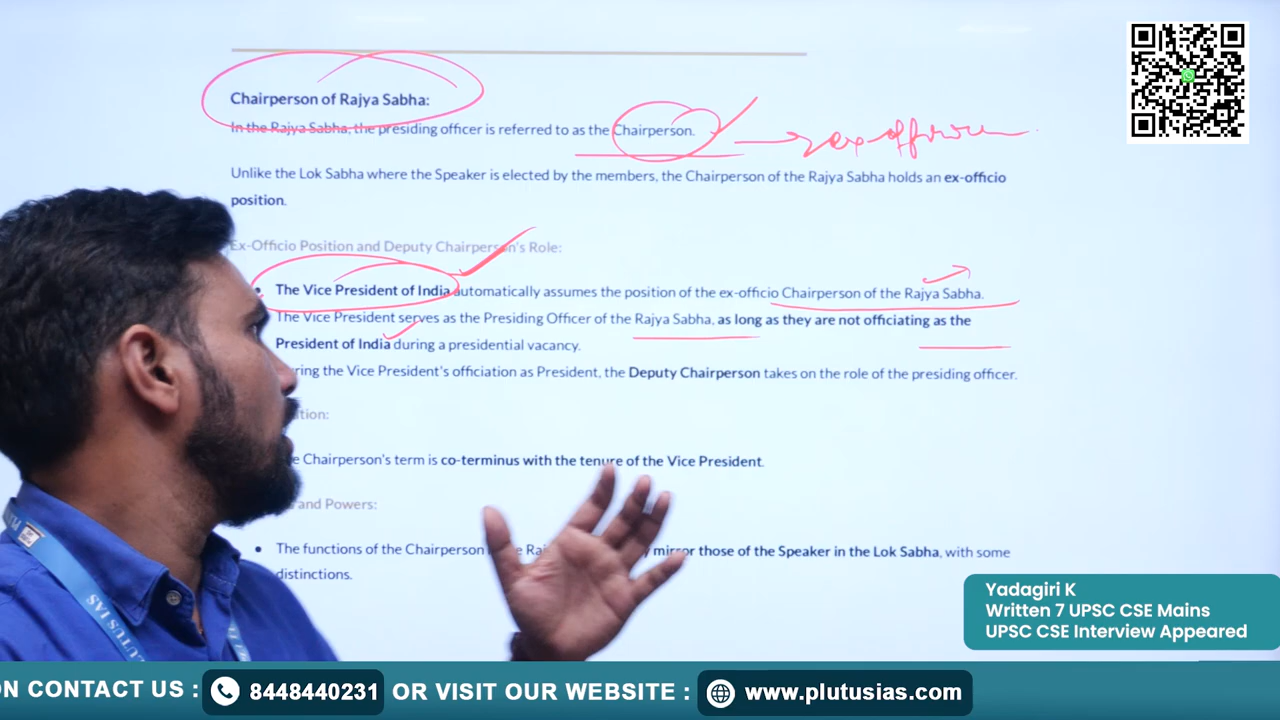 Chairperson of Rajya Sabha:
In the Rajya Sabha, the presiding officer is referred to as the Chairperson.
ex-officio
Unlike the Lok Sabha where the Speaker is elected by the members, the Chairperson of the Rajya Sabha holds an ex-officio
position.
Ex-Officio Position and Deputy Chairperson's Role:
The Vice President of India automatically assumes the position of the ex-officio Chairperson of the Rajya Sabha.
The Vice President serves as the Presiding Officer of the Rajya Sabha, as long as they are not officiating as the
President of India during a presidential vacancy.
ring the Vice President's officiation as President, the Deputy Chairperson takes on the role of the presiding officer.
tion:
e Chairperson's term is co-terminus with the tenure of the Vice President.
and Powers:
• The functions of the Chairperson e Raj mirror those of the Speaker in the Lok Sabha, with some
distinctions.
LUTUS IAS
Yadagiri K
Written 7 UPSC CSE Mains
UPSC CSE Interview Appeared
ON CONTACT US : 8448440231 OR VISIT OUR WEBSITE : www.plutusias.com